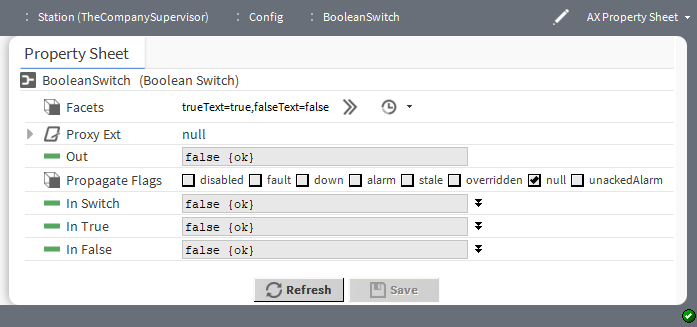 : Station (TheCompanySupervisor) : Config : BooleanSwitch AX Property Sheet
Property Sheet
BooleanSwitch (Boolean Switch)
Facets trueText=true,falseText=false
Proxy Ext null
Out false {ok}
Propagate Flags disabled fault down alarm stale overridden null unackedAlarm
In Switch false {ok}
In True false {ok}
In False false {ok}
Refresh Save